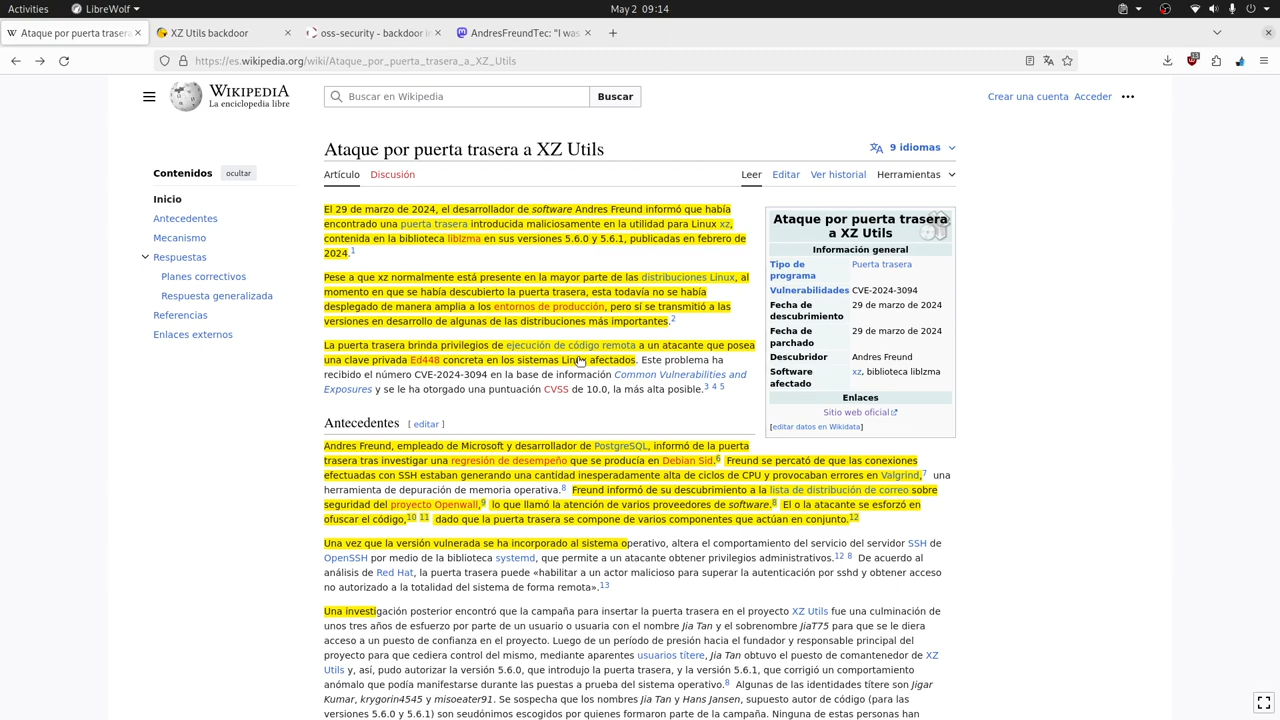 Activities
LibreWolf
May 2 09:14
Ataque por puerta trasera
XZ Utils backdoor
oss-security - backdoor i
AndresFreundTec: "I was
https://es.wikipedia.org/wiki/Ataque_por_puerta_trasera_a_XZ_Utils
13
WIKIPEDIA
La enciclopedia libre
Buscar en Wikipedia
Buscar
Crear una cuenta Acceder
Ataque por puerta trasera a XZ Utils
9 idiomas
Artículo Discusión
Leer Editar Ver historial Herramientas
Contenidos ocultar
Inicio
Antecedentes
Mecanismo
Respuestas
Planes correctivos
Respuesta generalizada
Referencias
Enlaces externos
El 29 de marzo de 2024, el desarrollador de software Andres Freund informó que había
encontrado una puerta trasera introducida maliciosamente en la utilidad para Linux xz,
contenida en la biblioteca liblzma en sus versiones 5.6.0 y 5.6.1, publicadas en febrero de
2024.1
Pese a que xz normalmente está presente en la mayor parte de las distribuciones Linux, al
momento en que se había descubierto la puerta trasera, esta todavía no se había
desplegado de manera amplia a los entornos de producción, pero sí se transmitió a las
versiones en desarrollo de algunas de las distribuciones más importantes.2
La puerta trasera brinda privilegios de ejecución de código remota a un atacante que posea
una clave privada Ed448 concreta en los sistemas Linux afectados. Este problema ha
recibido el número CVE-2024-3094 en la base de información Common Vulnerabilities and
Exposures y se le ha otorgado una puntuación CVSS de 10.0, la más alta posible.3 4 5
Ataque por puerta trasera
a XZ Utils
Información general
Tipo de programa Puerta trasera
Vulnerabilidades CVE-2024-3094
Fecha de descubrimiento 29 de marzo de 2024
Fecha de parchado 29 de marzo de 2024
Descubridor Andres Freund
Software afectado xz, biblioteca liblzma
Enlaces
Sitio web oficial
[editar datos en Wikidata]
Antecedentes [ editar ]
Andres Freund, empleado de Microsoft y desarrollador de PostgreSQL, informó de la puerta
trasera tras investigar una regresión de desempeño que se producía en Debian Sid.6 Freund se percató de que las conexiones
efectuadas con SSH estaban generando una cantidad inesperadamente alta de ciclos de CPU y provocaban errores en Valgrind,7 una
herramienta de depuración de memoria operativa.8 Freund informó de su descubrimiento a la lista de distribución de correo sobre
seguridad del proyecto Openwall,9 lo que llamó la atención de varios proveedores de software.8 El o la atacante se esforzó en
ofuscar el código,10 11 dado que la puerta trasera se compone de varios componentes que actúan en conjunto.12
Una vez que la versión vulnerada se ha incorporado al sistema operativo, altera el comportamiento del servicio del servidor SSH de
OpenSSH por medio de la biblioteca systemd, que permite a un atacante obtener privilegios administrativos.12 8 De acuerdo al
análisis de Red Hat, la puerta trasera puede «habilitar a un actor malicioso para superar la autenticación por sshd y obtener acceso
no autorizado a la totalidad del sistema de forma remota».13
Una investigación posterior encontró que la campaña para insertar la puerta trasera en el proyecto XZ Utils fue una culminación de
unos tres años de esfuerzo por parte de un usuario o usuaria con el nombre Jia Tan y el sobrenombre JiaT75 para que se le diera
acceso a un puesto de confianza en el proyecto. Luego de un período de presión hacia el fundador y responsable principal del
proyecto para que cediera control del mismo, mediante aparentes usuarios títere, Jia Tan obtuvo el puesto de comantenedor de XZ
Utils y, así, pudo autorizar la versión 5.6.0, que introdujo la puerta trasera, y la versión 5.6.1, que corrigió un comportamiento
anómalo que podía manifestarse durante las puestas a prueba del sistema operativo.8 Algunas de las identidades títere son Jigar
Kumar, krygorin4545 y misoeater91. Se sospecha que los nombres Jia Tan y Hans Jansen, supuesto autor de código (para las
versiones 5.6.0 y 5.6.1) son seudónimos escogidos por quienes formaron parte de la campaña. Ninguna de estas personas han